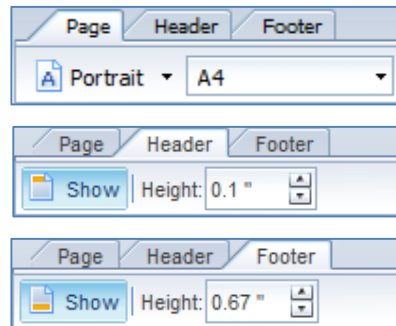 Page Header Footer
A Portrait A4
Page Header Footer
Show Height: 0.1 "
Page Header Footer
Show Height: 0.67 "